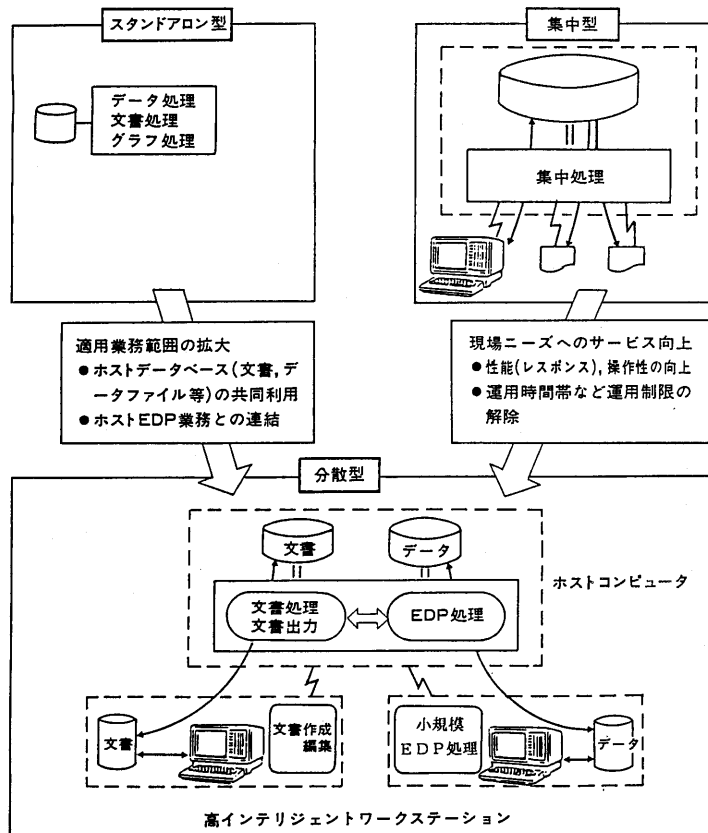 スタンドアロン型
データ処理
文書処理
グラフ処理
集中型
集中処理
適用業務範囲の拡大
●ホストデータベース(文書,デ
ータファイル等)の共同利用
●ホストEDP業務との連結
現場ニーズへのサービス向上
●性能(レスポンス),操作性の向上
●運用時間帯など運用制限の
解除
分散型
文書
データ
ホストコンピュータ
文書処理
文書出力
EDP処理
文書
文書作成
編集
小規模
EDP処理
データ
高インテリジェントワークステーション